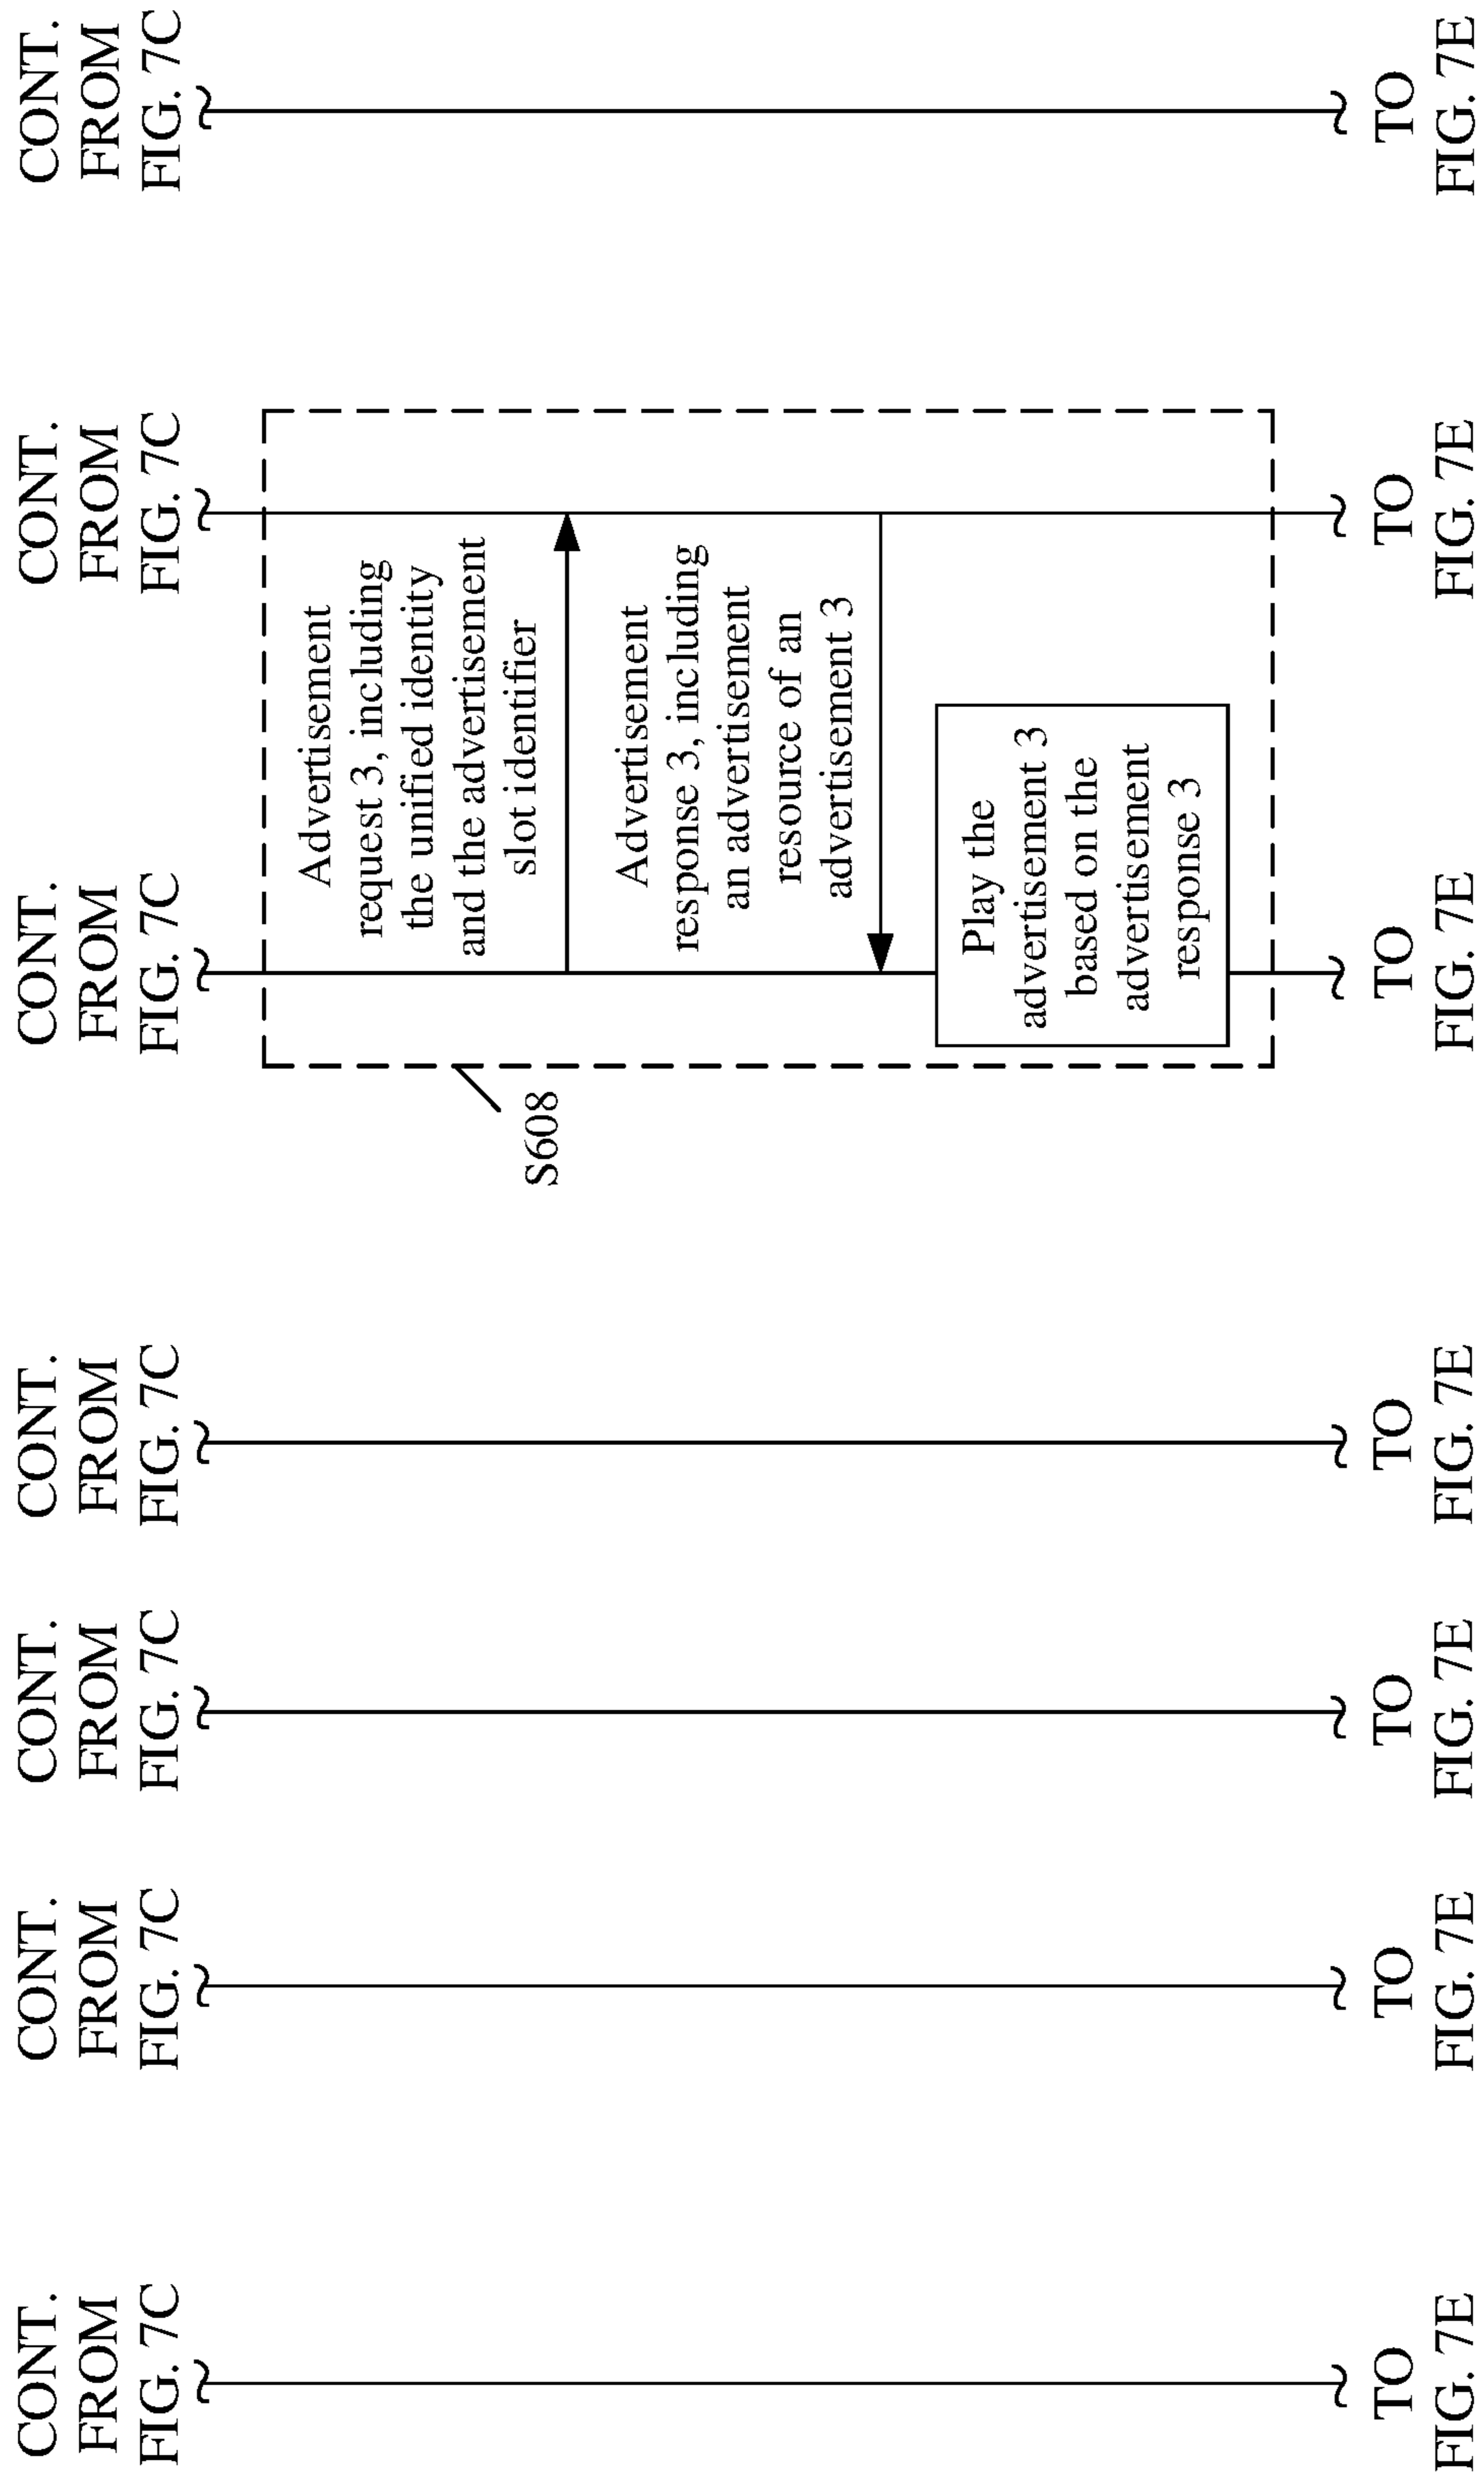 CONT.
FROM
FIG. 7C
CONT.
FROM
FIG. 7C
CONT.
FROM
FIG. 7C
CONT.
FROM
FIG. 7C
CONT.
FROM
FIG. 7C
CONT.
FROM
FIG. 7C
CONT.
FROM
FIG. 7C
S608
Advertisement
request 3, including
the unified identity
and the advertisement
slot identifier
Advertisement
response 3, including
an advertisement
resource of an
advertisement 3
Play the
advertisement 3
based on the
advertisement
response 3
TO
FIG. 7E
TO
FIG. 7E
TO
FIG. 7E
TO
FIG. 7E
TO
FIG. 7E
TO
FIG. 7E
TO
FIG. 7E